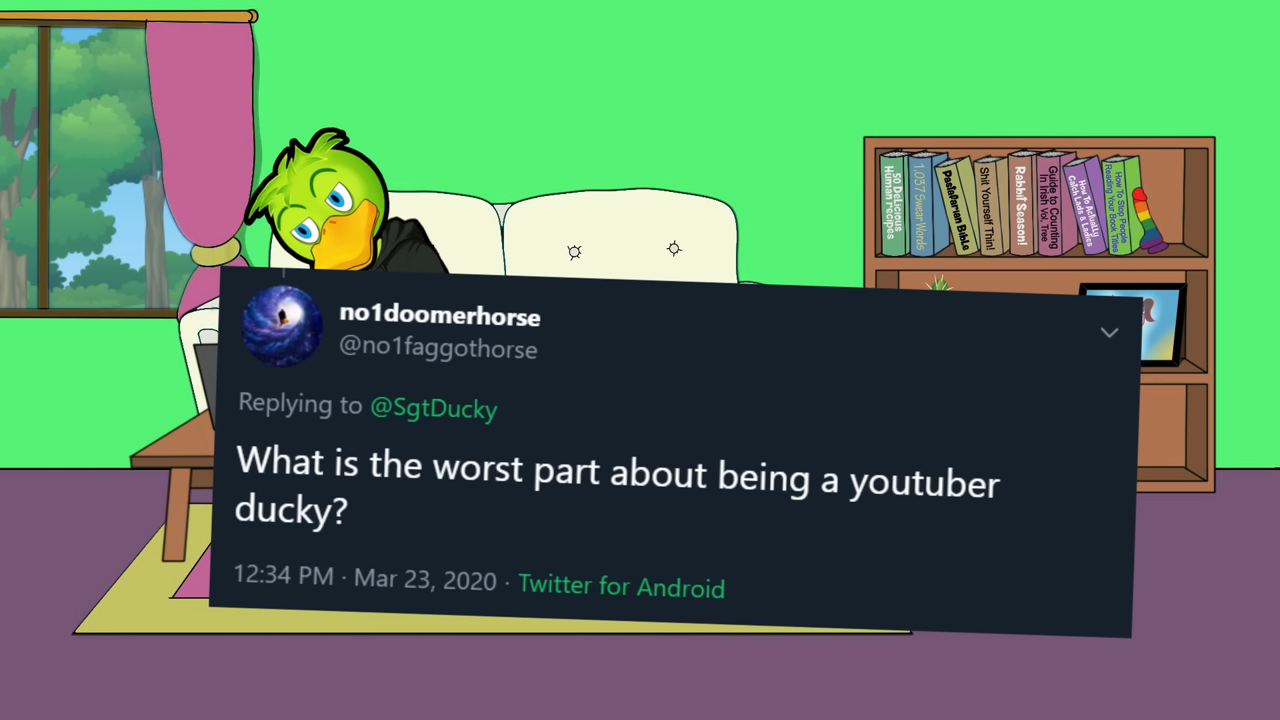 50 Delicious
Human recipes
1,037 Swear Words
Pastafarian Bible
Shit Yourself Thin!
Rabbit Season!
Guide to Counting
In Irish Vol, Tree
How To Actually
Catch Lads & Ladies
How To Stop People
Reading Your Book Titles
no1doomerhorse
@no1faggothorse
Replying to @SgtDucky
What is the worst part about being a youtuber
ducky?
12:34 PM · Mar 23, 2020 · Twitter for Android